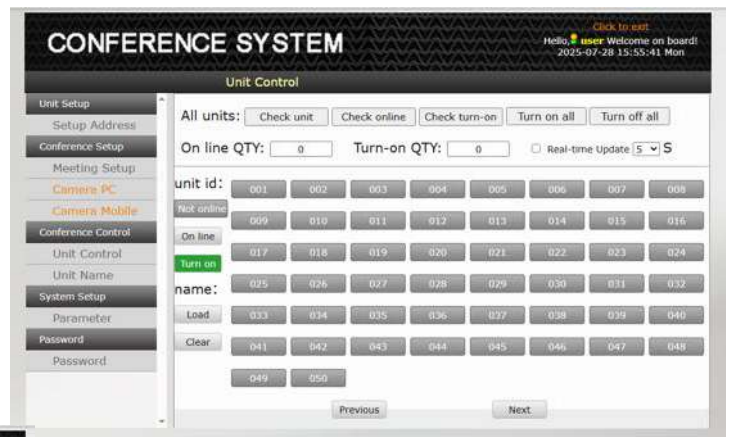 CONFERENCE SYSTEM
Click to exit
Hello, user Welcome on board!
2025-07-28 15:55:41 Mon
Unit Control
Unit Setup
Setup Address
Conference Setup
Meeting Setup
Camere PC
Camera Mobile
Conference Control
Unit Control
Unit Name
System Setup
Parameter
Password
Password
All units: Check unit Check online Check turn-on Turn on all Turn off all
On line QTY: 0 Turn-on QTY: 0 Real-time Update 5 S
unit id: 001 002 003 004 005 006 007 008
Not online
009 010 011 012 013 014 015 016
On line
017 018 019 020 021 022 023 024
Turn on
name: 025 026 027 028 029 030 031 032
Load 033 034 035 036 037 038 039 040
Clear 041 042 043 044 045 046 047 048
049 050
Previous Next